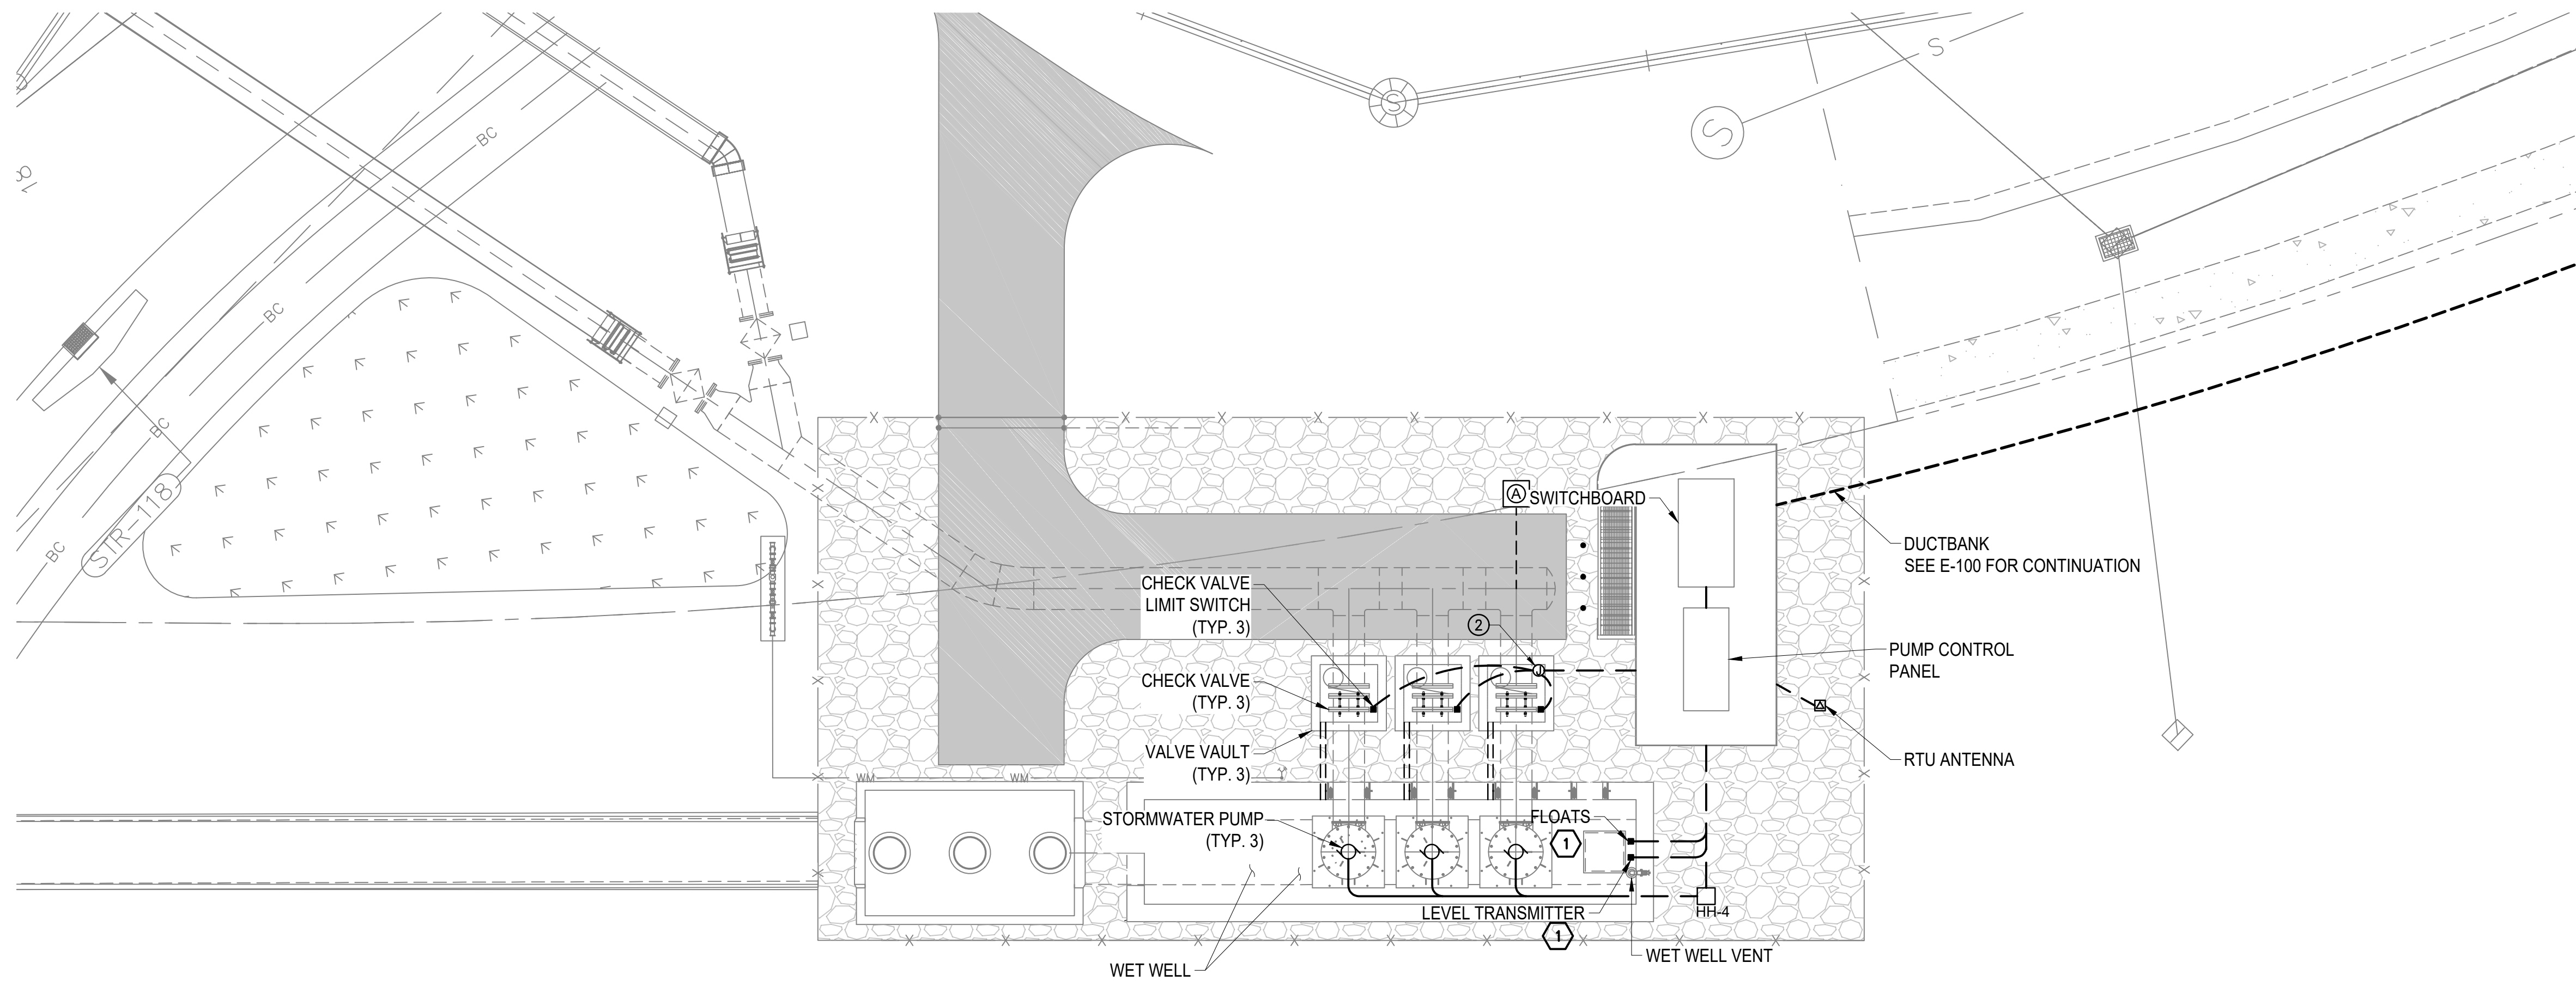 S
S
S
BC
18
BC
BC
BC
STR-118
A
SWITCHBOARD
DUCTBANK
SEE E-100 FOR CONTINUATION
CHECK VALVE
LIMIT SWITCH
(TYP. 3)
2
J
PUMP CONTROL
PANEL
CHECK VALVE
(TYP. 3)
VALVE VAULT
(TYP. 3)
RTU ANTENNA
WM
WM
STORMWATER PUMP
(TYP. 3)
FLOATS
1
LEVEL TRANSMITTER
HH-4
1
WET WELL VENT
WET WELL